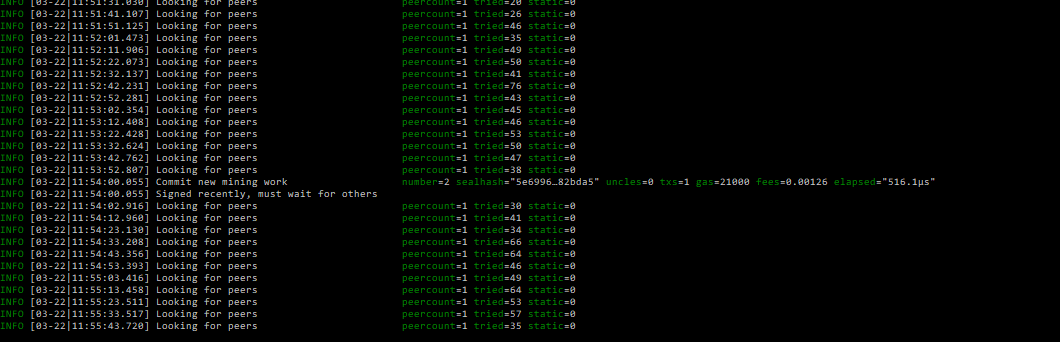 INFO [03-22|11:51:31.030] Looking for peers peercount=1 tried=20 static=0
INFO [03-22|11:51:41.107] Looking for peers peercount=1 tried=26 static=0
INFO [03-22|11:51:51.125] Looking for peers peercount=1 tried=46 static=0
INFO [03-22|11:52:01.473] Looking for peers peercount=1 tried=35 static=0
INFO [03-22|11:52:11.906] Looking for peers peercount=1 tried=49 static=0
INFO [03-22|11:52:22.073] Looking for peers peercount=1 tried=50 static=0
INFO [03-22|11:52:32.137] Looking for peers peercount=1 tried=41 static=0
INFO [03-22|11:52:42.231] Looking for peers peercount=1 tried=76 static=0
INFO [03-22|11:52:52.281] Looking for peers peercount=1 tried=43 static=0
INFO [03-22|11:53:02.354] Looking for peers peercount=1 tried=45 static=0
INFO [03-22|11:53:12.408] Looking for peers peercount=1 tried=46 static=0
INFO [03-22|11:53:22.428] Looking for peers peercount=1 tried=53 static=0
INFO [03-22|11:53:32.624] Looking for peers peercount=1 tried=50 static=0
INFO [03-22|11:53:42.762] Looking for peers peercount=1 tried=47 static=0
INFO [03-22|11:53:52.807] Looking for peers peercount=1 tried=38 static=0
INFO [03-22|11:54:00.055] Commit new mining work number=2 sealhash="5e6996…82bda5" uncles=0 txs=1 gas=21000 fees=0.00126 elapsed="516.1µs"
INFO [03-22|11:54:00.055] Signed recently, must wait for others
INFO [03-22|11:54:02.916] Looking for peers peercount=1 tried=30 static=0
INFO [03-22|11:54:12.960] Looking for peers peercount=1 tried=41 static=0
INFO [03-22|11:54:23.130] Looking for peers peercount=1 tried=34 static=0
INFO [03-22|11:54:33.208] Looking for peers peercount=1 tried=66 static=0
INFO [03-22|11:54:43.356] Looking for peers peercount=1 tried=64 static=0
INFO [03-22|11:54:53.393] Looking for peers peercount=1 tried=46 static=0
INFO [03-22|11:55:03.416] Looking for peers peercount=1 tried=49 static=0
INFO [03-22|11:55:13.458] Looking for peers peercount=1 tried=64 static=0
INFO [03-22|11:55:23.511] Looking for peers peercount=1 tried=53 static=0
INFO [03-22|11:55:33.517] Looking for peers peercount=1 tried=57 static=0
INFO [03-22|11:55:43.720] Looking for peers peercount=1 tried=35 static=0